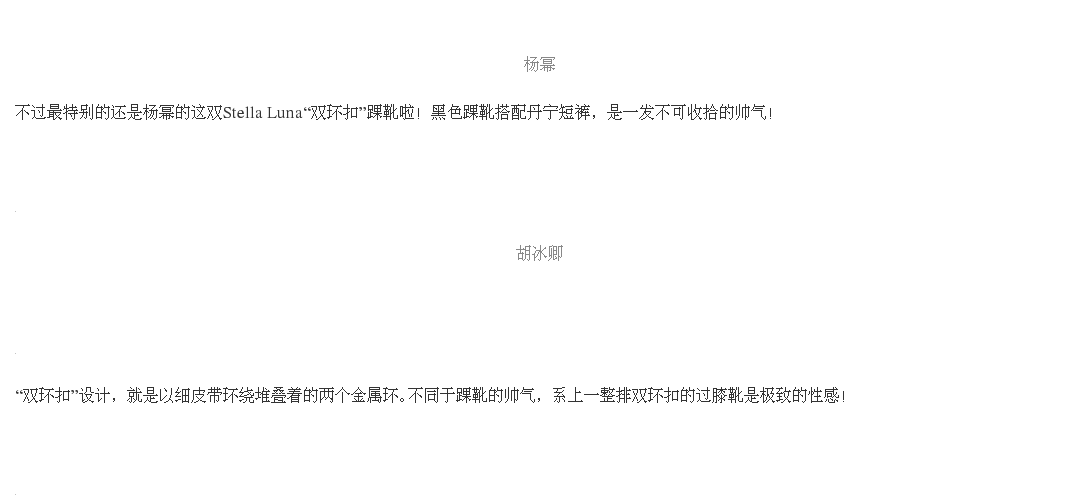 杨幂
不过最特别的还是杨幂的这双Stella Luna“双环扣”踝靴啦！黑色踝靴搭配丹宁短裤，是一发不可收拾的帅气！
胡冰卿
“双环扣”设计，就是以细皮带环绕堆叠着的两个金属环。不同于踝靴的帅气，系上一整排双环扣的过膝靴是极致的性感！